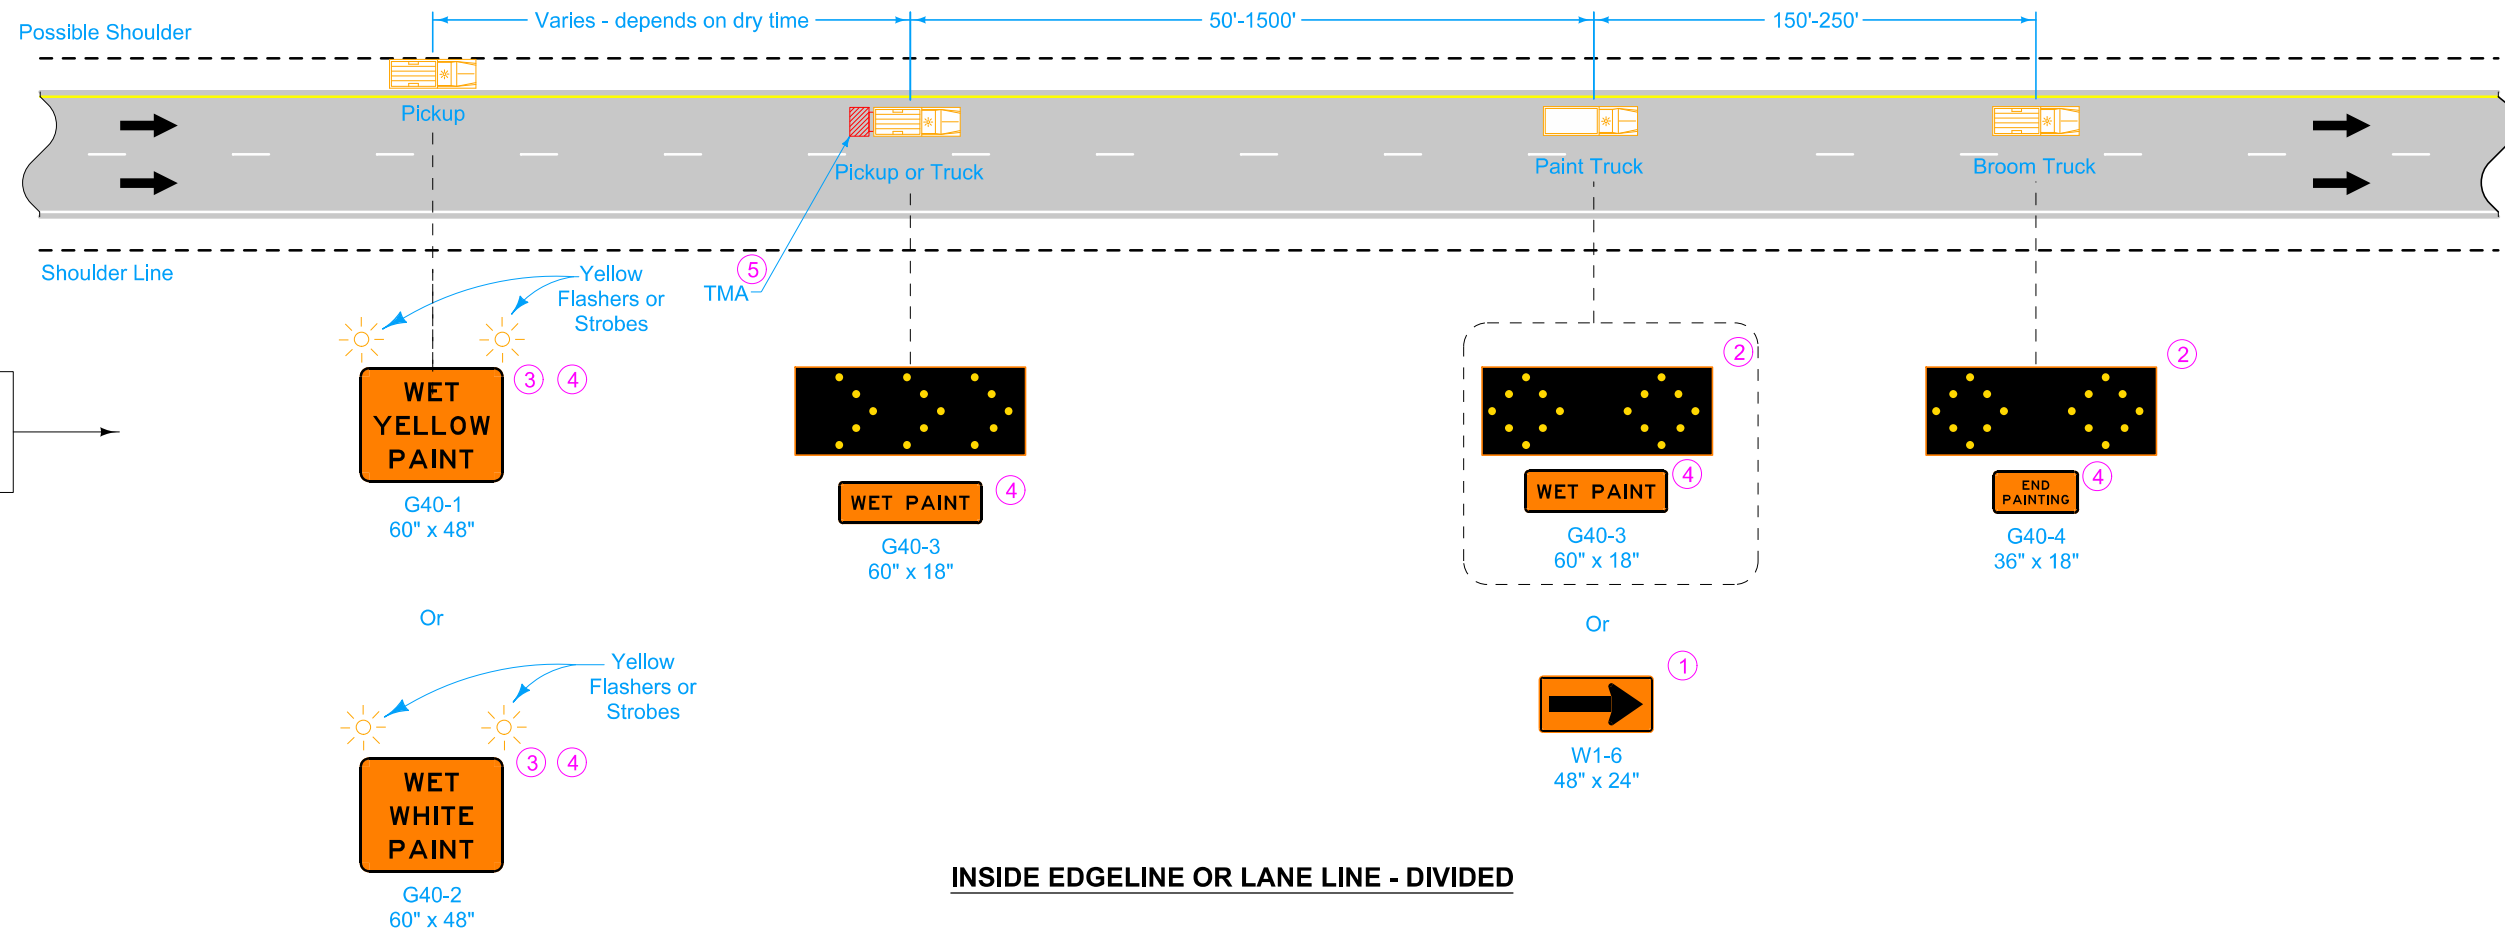 Varies - depends on dry time
50'-1500'
150'-250'
Possible Shoulder
Pickup
Pickup or Truck
Paint Truck
Broom Truck
Shoulder Line
Yellow
Flashers or
Strobes
5
TMA
3
4
WET
YELLOW
PAINT
G40-1
60" x 48"
Or
Yellow
Flashers or
Strobes
3
4
WET
WHITE
PAINT
G40-2
60" x 48"
WET PAINT
4
G40-3
60" x 18"
2
WET PAINT
4
G40-3
60" x 18"
Or
1
W1-6
48" x 24"
2
END
PAINTING
4
G40-4
36" x 18"
INSIDE EDGELINE OR LANE LINE - DIVIDED